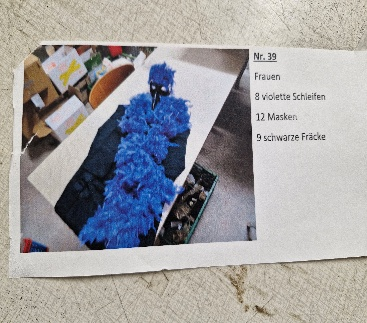 Nr. 39
Frauen
8 violette Schleifen
12 Masken
9 schwarze Fräcke